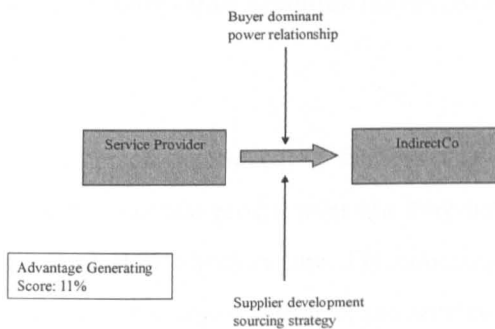 Buyer dominant
power relationship
Service Provider
IndirectCo
Advantage Generating
Score: 11%
Supplier development
sourcing strategy